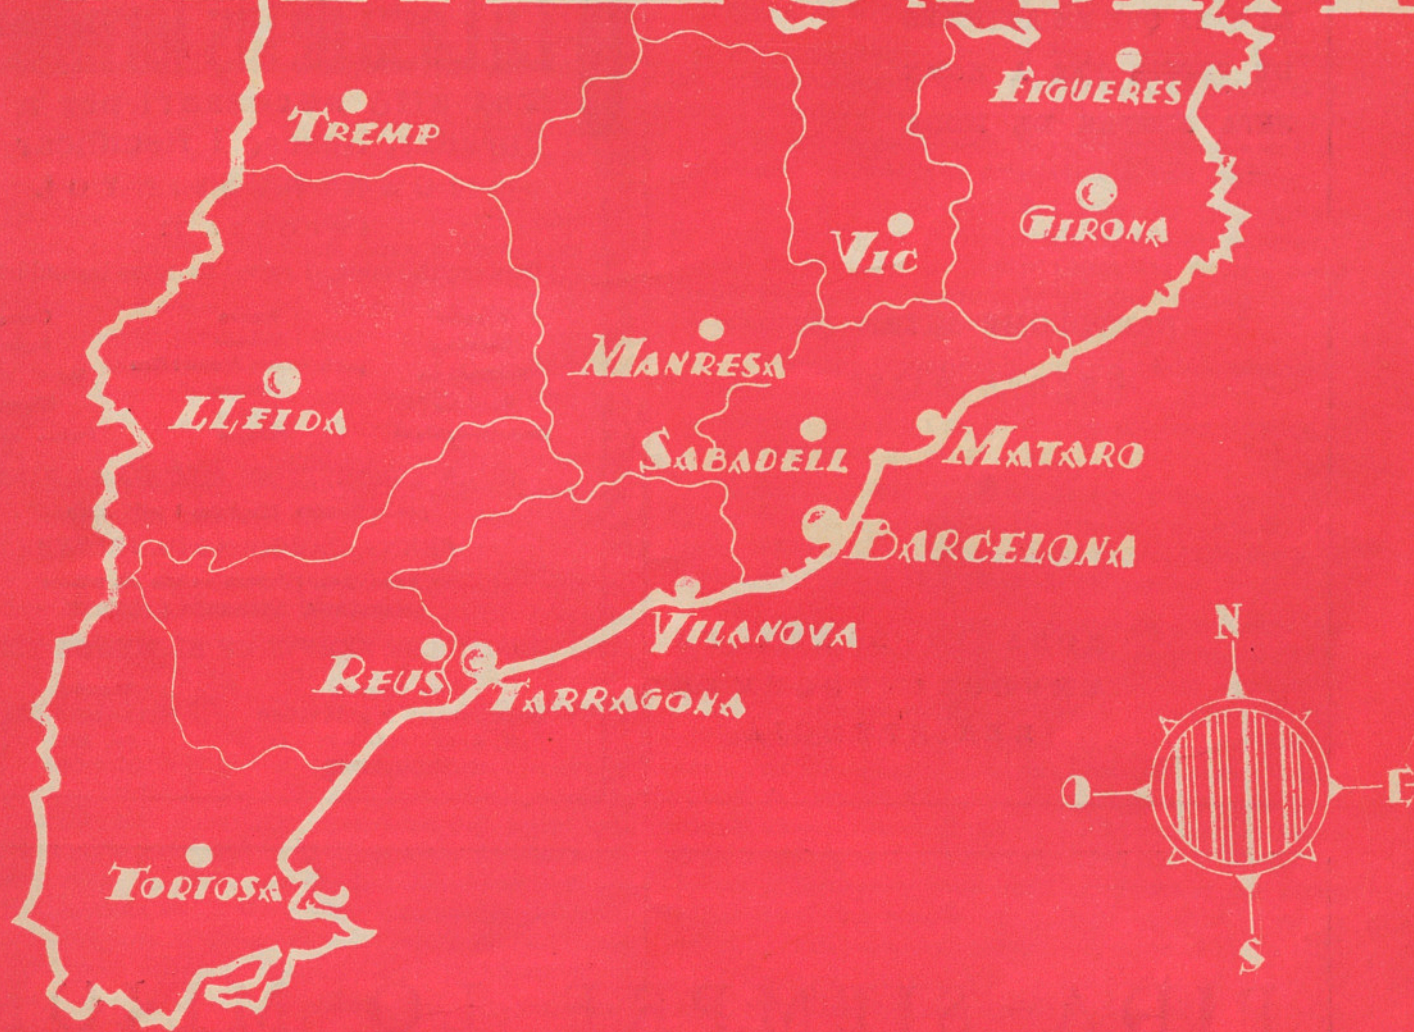 FIGUERES
TREMP
GIRONA
VIC
MANRESA
LLEIDA
SABADELL
MATARO
BARCELONA
VILANOVA
REUS
TARRAGONA
TORTOSA
N
O
E
S